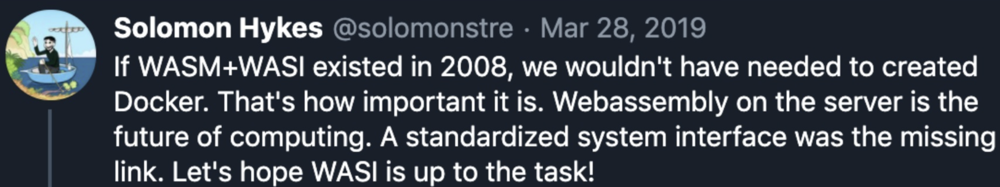 Solomon Hykes @solomonstre · Mar 28, 2019
If WASM+WASI existed in 2008, we wouldn't have needed to created
Docker. That's how important it is. Webassembly on the server is the
future of computing. A standardized system interface was the missing
link. Let's hope WASI is up to the task!